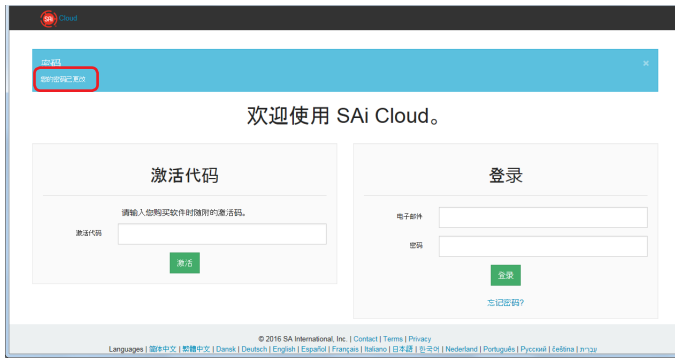 SAi Cloud
密码
×
您的密码已更改
欢迎使用 SAi Cloud。
激活代码
请输入您购买软件时随附的激活码。
激活代码
激活
登录
电子邮件
密码
登录
忘记密码?
© 2016 SA International, Inc. | Contact | Terms | Privacy
Languages | 简体中文 | 繁體中文 | Dansk | Deutsch | English | Español | Français | Italiano | 日本語 | 한국어 | Nederland | Português | Русский | čeština | עברית